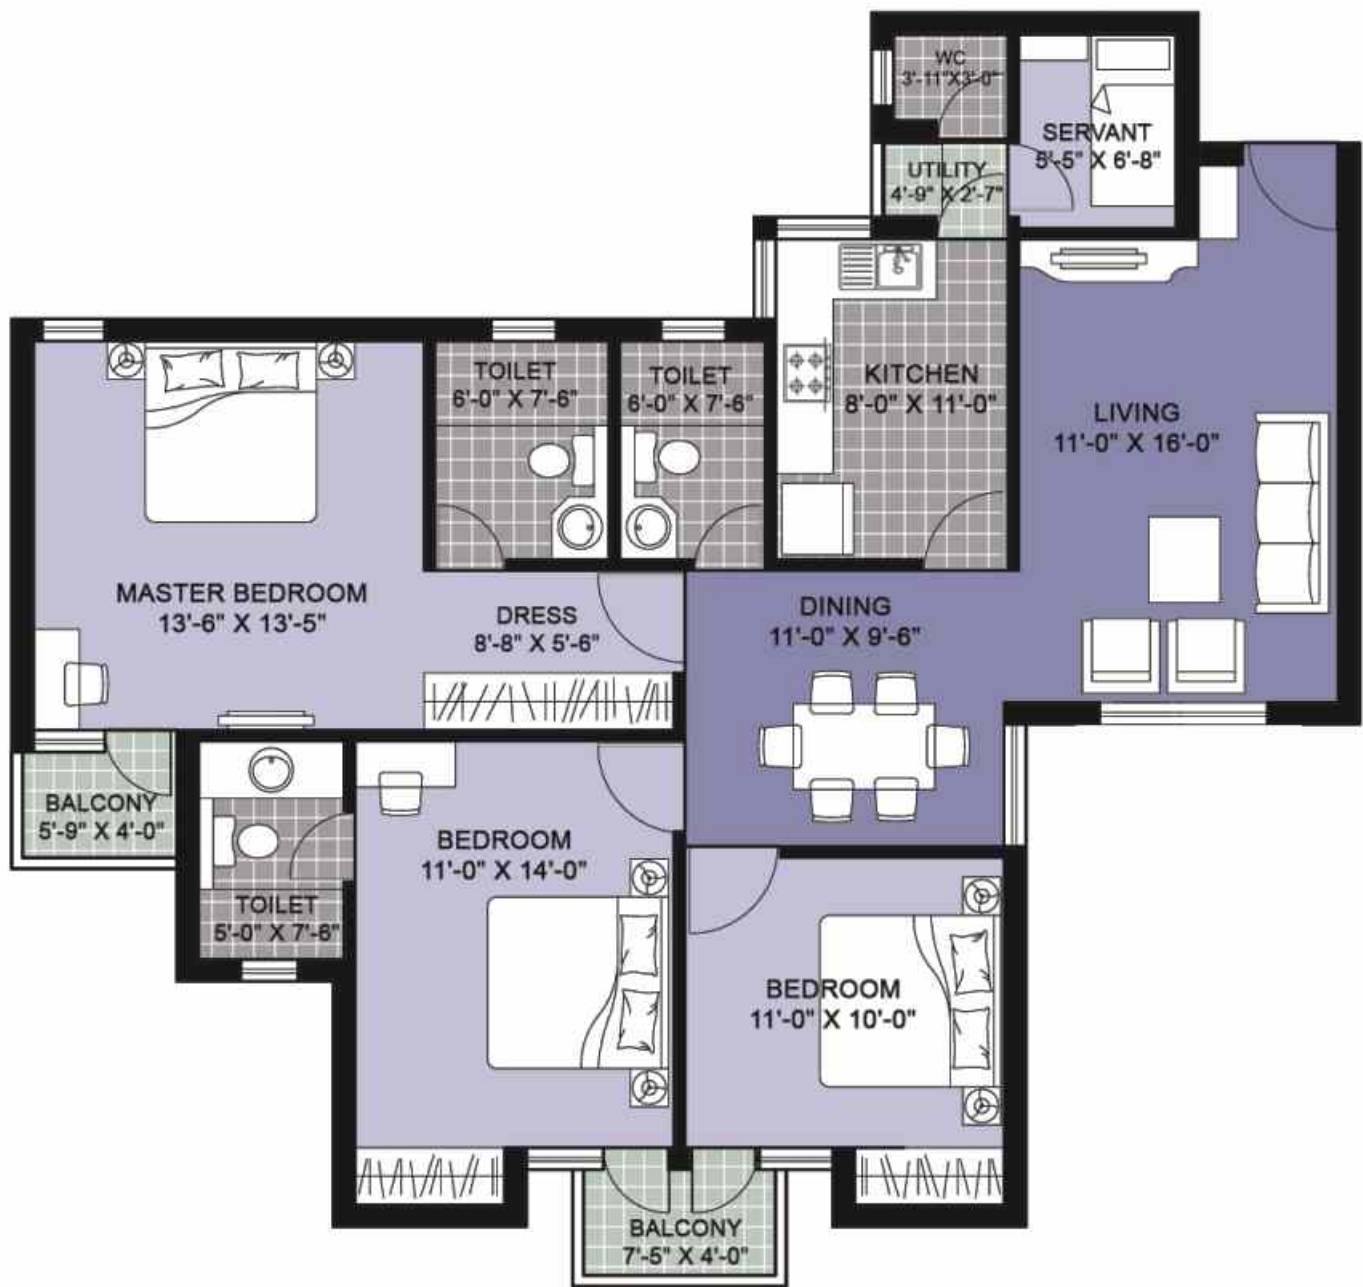 WC
3'-11"X3'-0"
SERVANT
5'-5" X 6'-8"
UTILITY
4'-9" X 2'-7"
TOILET
6'-0" X 7'-6"
TOILET
6'-0" X 7'-6"
KITCHEN
8'-0" X 11'-0"
LIVING
11'-0" X 16'-0"
MASTER BEDROOM
13'-6" X 13'-5"
DRESS
8'-8" X 5'-6"
DINING
11'-0" X 9'-6"
BALCONY
5'-9" X 4'-0"
BEDROOM
11'-0" X 14'-0"
TOILET
5'-0" X 7'-6"
BEDROOM
11'-0" X 10'-0"
BALCONY
7'-5" X 4'-0"